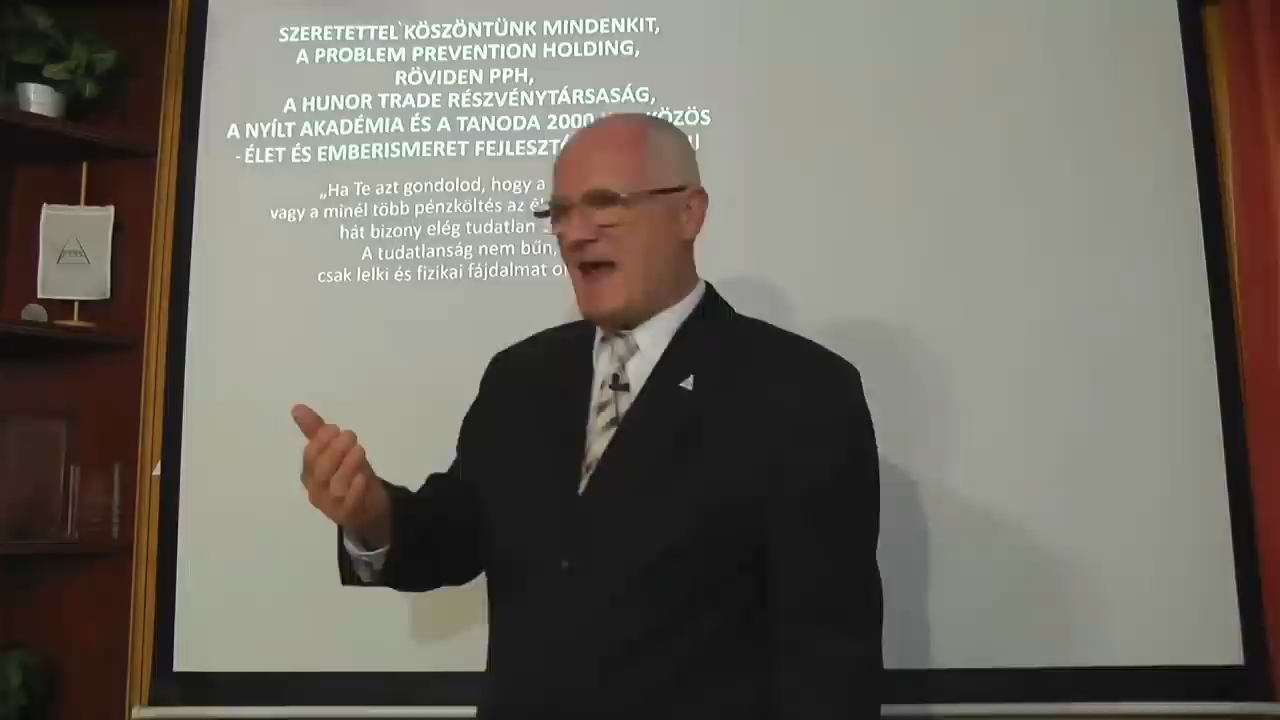 SZERETETTEL KÖSZÖNTÜNK MINDENKIT,
A PROBLEM PREVENTION HOLDING,
RÖVIDEN PPH,
A HUNOR TRADE RÉSZVÉNYTÁRSASÁG,
A NYÍLT AKADÉMIA ÉS A TANODA 2000 KÖZÖS
- ÉLET ÉS EMBERISMERET
„Ha Te azt gondolod, hogy a
vagy a minél több pénzköltés az
hát bizony elég tudatlan
A tudatlanság nem bűn,
csak lelki és fizikai fájdalmat